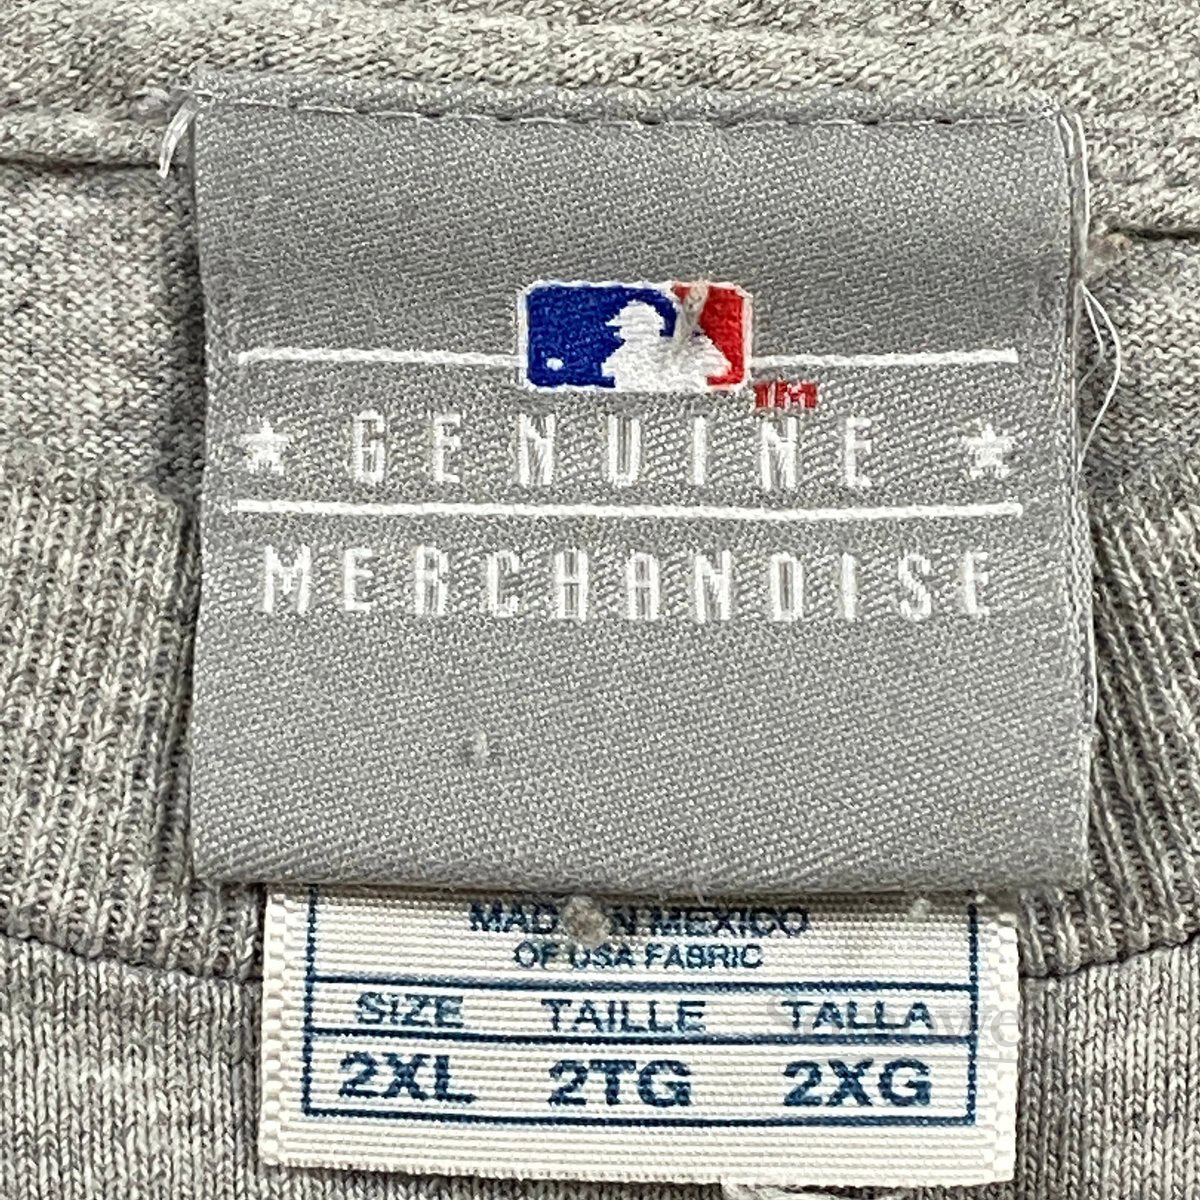 TM
★ GENUINE ★
MERCHANDISE
MADE IN MEXICO
OF USA FABRIC
SIZE TAILLE TALLA
2XL 2TG 2XG